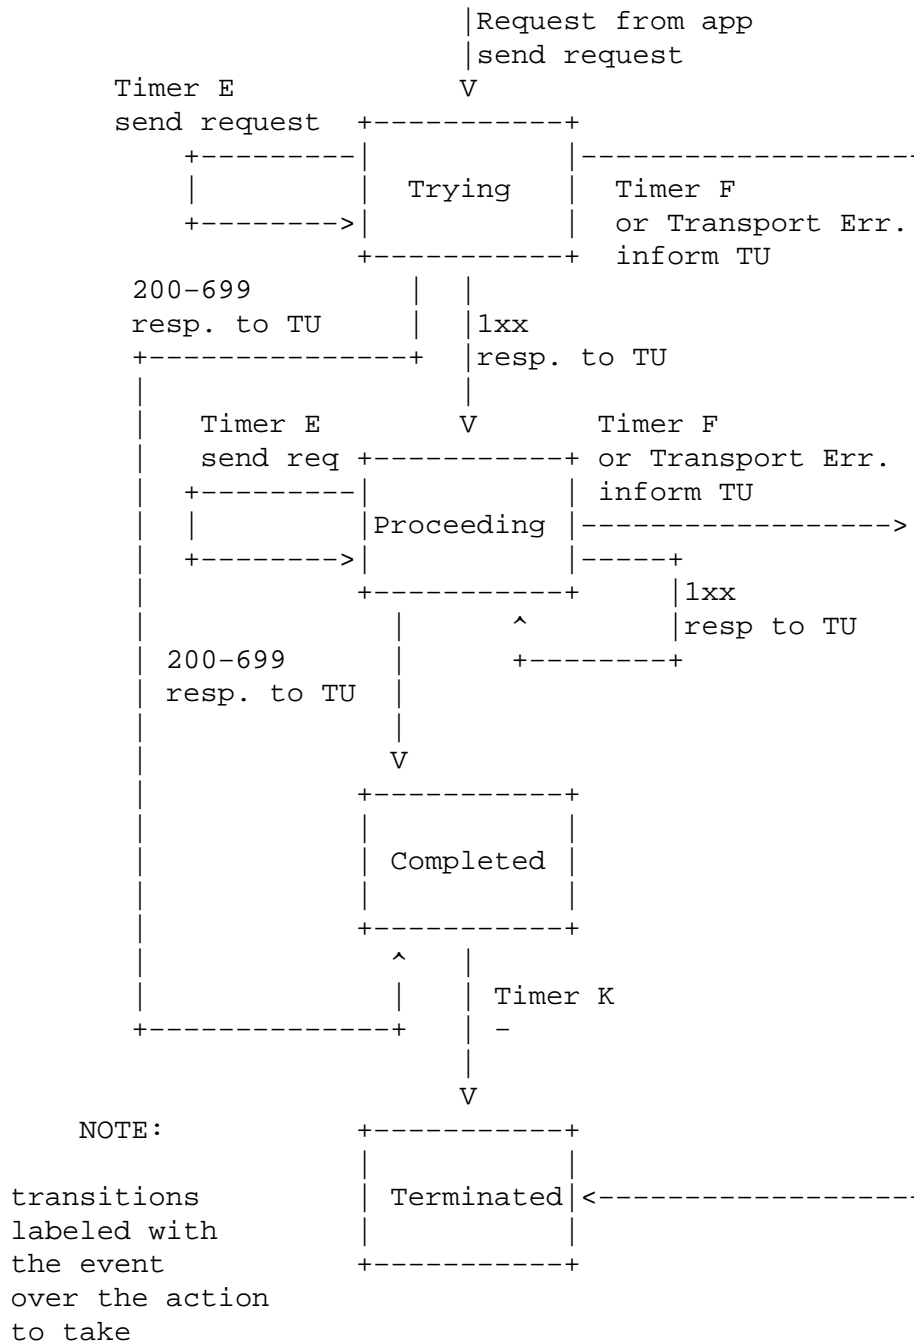 |Request from app
|send request
Timer E                    V
send request  +-----------+
+---------|           |-------------------
|         |  Trying   |  Timer F
+-------->|           |  or Transport Err.
+-----------+  inform TU
200-699         |  |
resp. to TU     |  |1xx
+---------------+  |resp. to TU
|                  |
|   Timer E        V       Timer F
|   send req +-----------+ or Transport Err.
|  +---------|           | inform TU
|  |         |Proceeding |------------------>
|  +-------->|           |-----+
|            +-----------+     |1xx
|              |      ^        |resp to TU
| 200-699      |      +--------+
| resp. to TU  |
|              |
|              V
|            +-----------+
|            |           |
|            | Completed |
|            |           |
|            +-----------+
|              ^   |
|              |   | Timer K
+--------------+   | -
|
V
NOTE:           +-----------+
|           |
transitions         | Terminated|<-------------------
labeled with        |           |
the event           +-----------+
over the action
to take